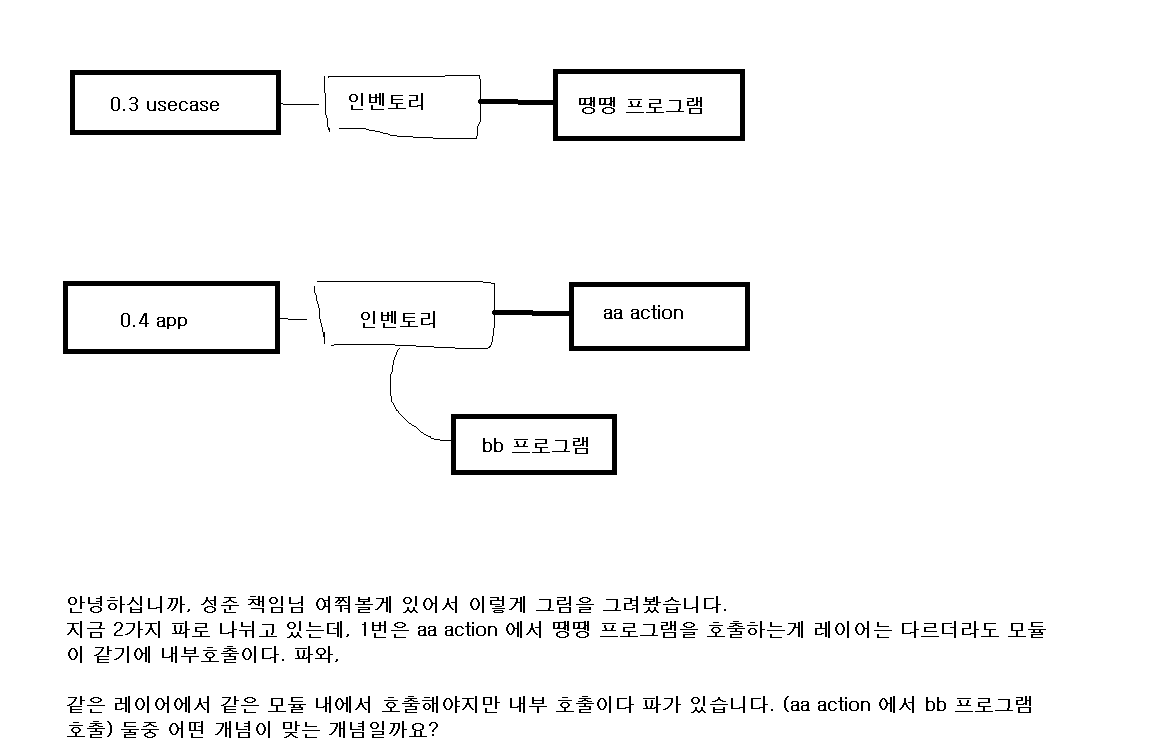 0.3 usecase
인벤토리
땡땡 프로그램
0.4 app
인벤토리
aa action
bb 프로그램
안녕하십니까, 성준 책임님 여쭤볼게 있어서 이렇게 그림을 그려봤습니다.
지금 2가지 파로 나뉘고 있는데, 1번은 aa action 에서 땡땡 프로그램을 호출하는게 레이어는 다르더라도 모듈
이 같기에 내부호출이다. 파와,
같은 레이어에서 같은 모듈 내에서 호출해야지만 내부 호출이다 파가 있습니다. (aa action 에서 bb 프로그램
호출) 둘중 어떤 개념이 맞는 개념일까요?